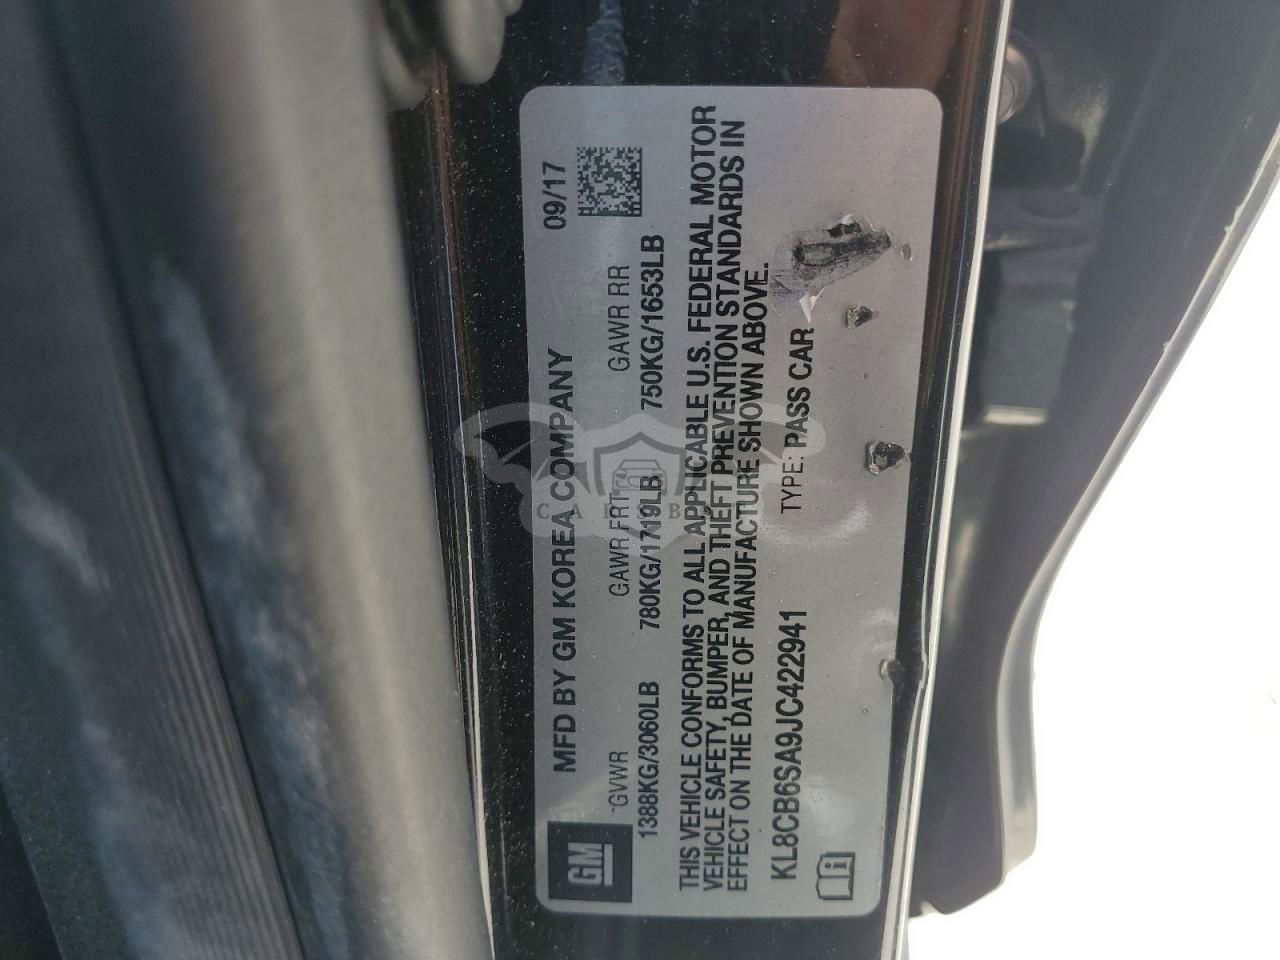 GM
MFD BY GM KOREA COMPANY
09/17
GVWR
GAWR FRT
GAWR RR
1388KG/3060LB
780KG/1719LB
750KG/1653LB
THIS VEHICLE CONFORMS TO ALL APPLICABLE U.S. FEDERAL MOTOR
VEHICLE SAFETY, BUMPER, AND THEFT PREVENTION STANDARDS IN
EFFECT ON THE DATE OF MANUFACTURE SHOWN ABOVE.
KL8CB6SA9JC422941
TYPE: PASS CAR